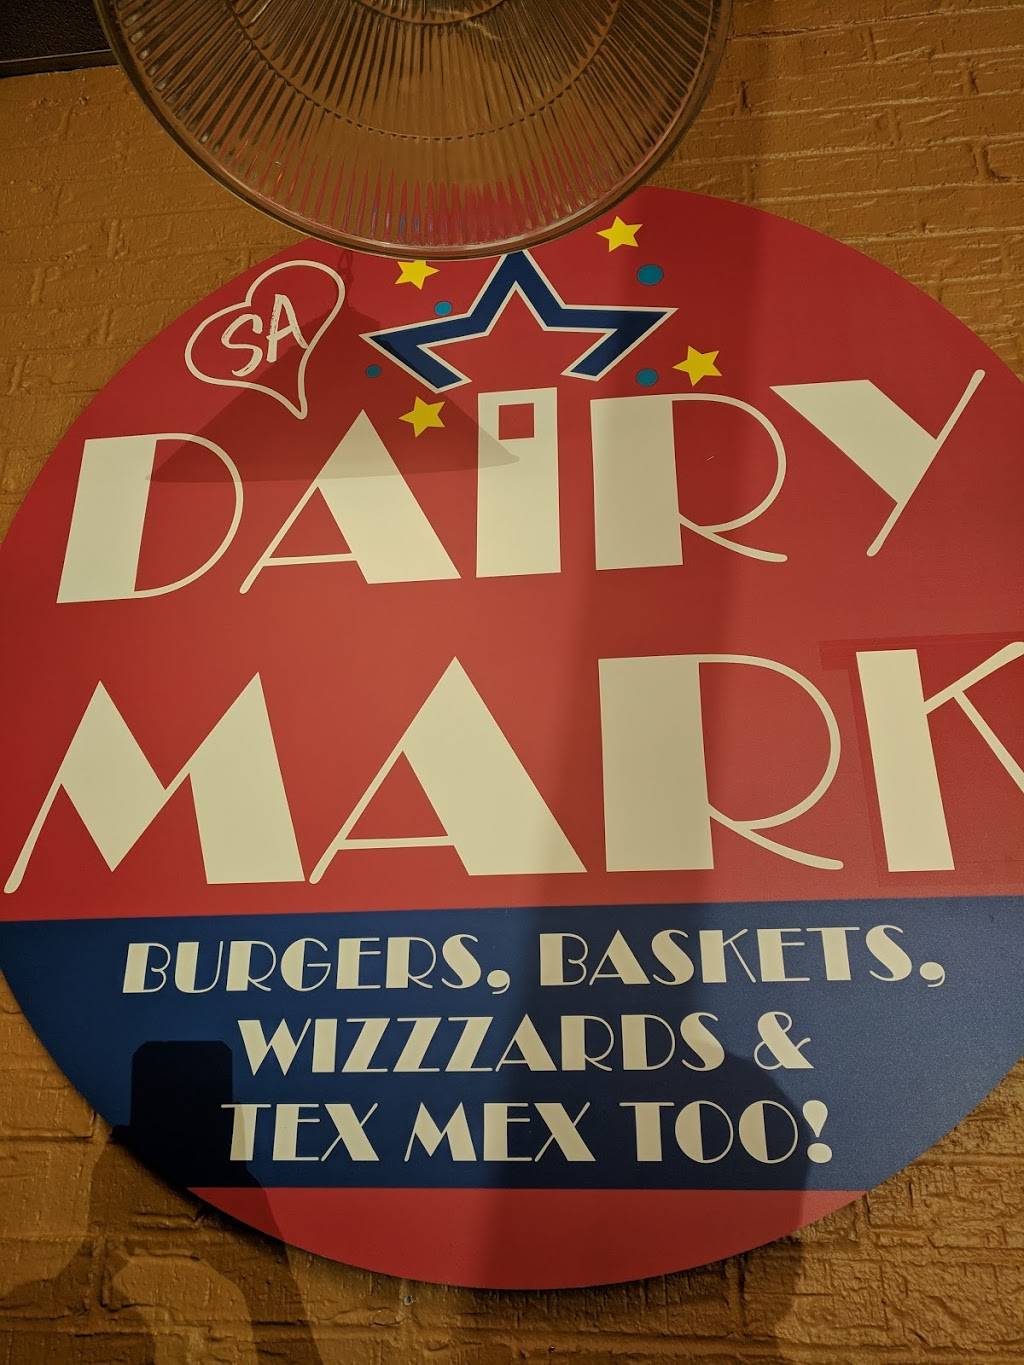 SA
DAiRY
MARK
BURGERS, BASKETS,
WIZZZARDS &
TEX MEX TOO!